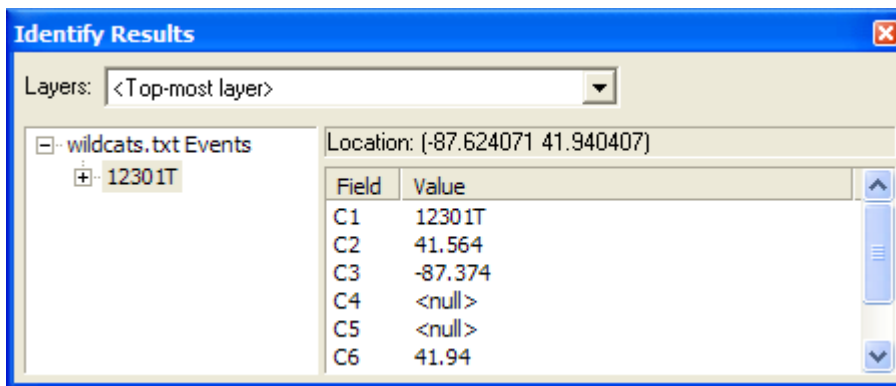 Identify Results
Layers: <Top-most layer>
wildcats.txt Events
12301T
Location: (-87.624071 41.940407)
Field Value
C1 12301T
C2 41.564
C3 -87.374
C4 <null>
C5 <null>
C6 41.94